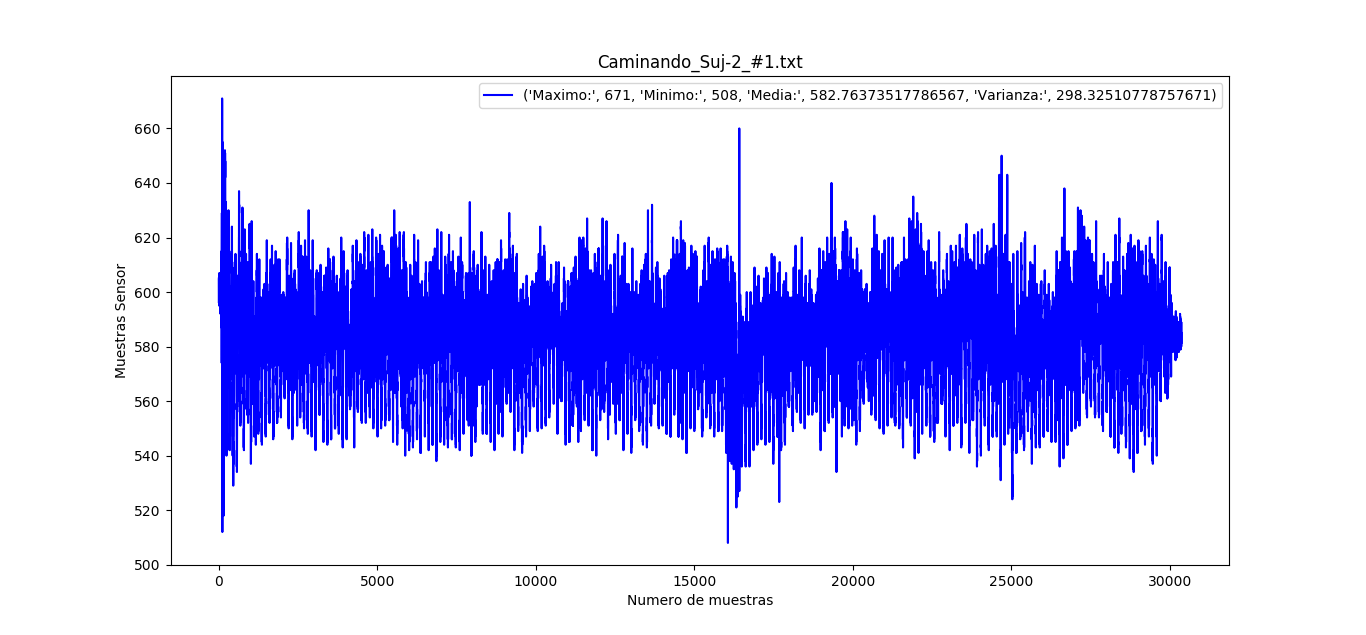 Caminando_Suj-2_#1.txt
('Maximo:', 671, 'Minimo:', 508, 'Media:', 582.76373517786567, 'Varianza:', 298.32510778757671)
Muestras Sensor
660
640
620
600
580
560
540
520
500
0 5000 10000 15000 20000 25000 30000
Numero de muestras